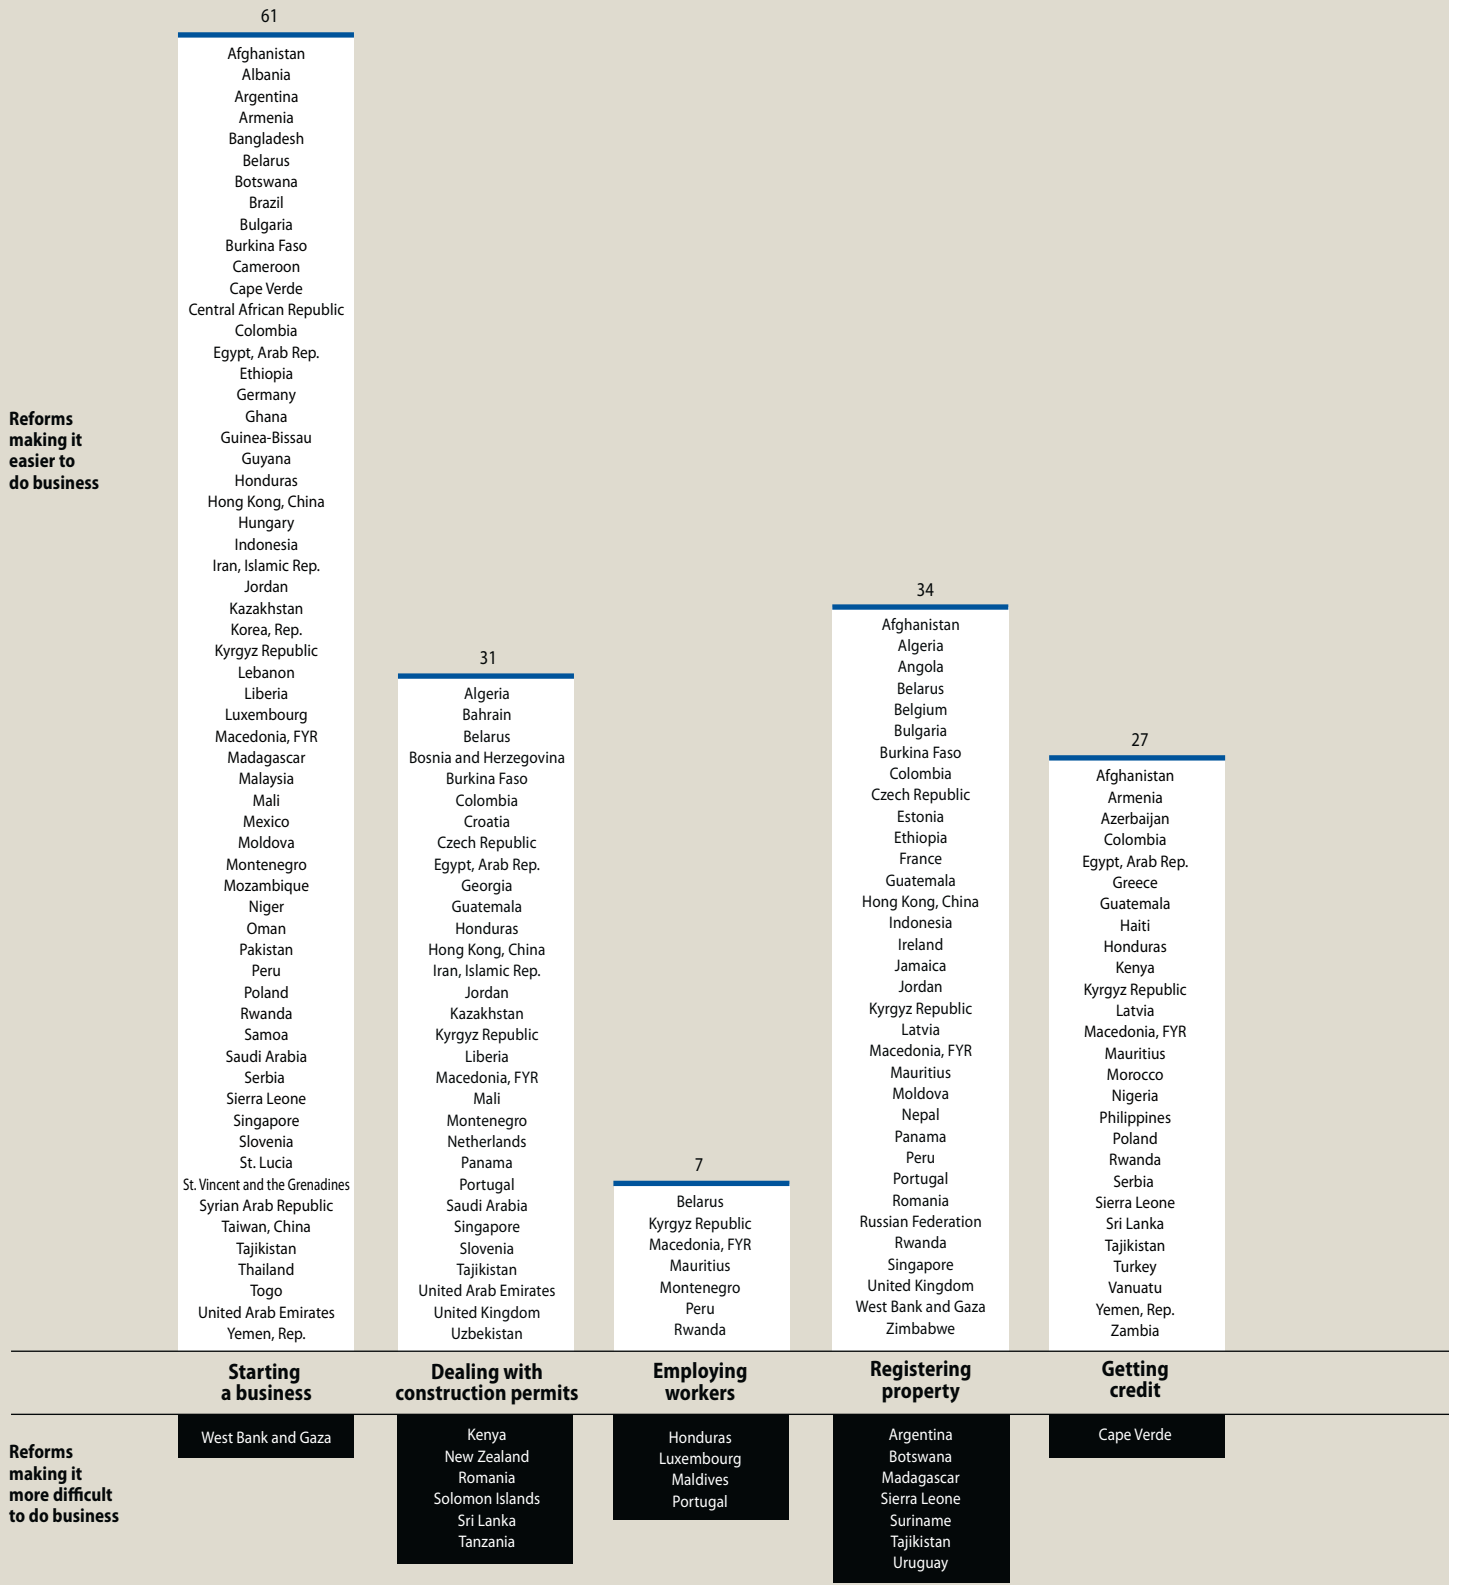 61
Afghanistan
Albania
Argentina
Armenia
Bangladesh
Belarus
Botswana
Brazil
Bulgaria
Burkina Faso
Cameroon
Cape Verde
Central African Republic
Colombia
Egypt, Arab Rep.
Ethiopia
Germany
Ghana
Guinea-Bissau
Guyana
Honduras
Hong Kong, China
Hungary
Indonesia
Iran, Islamic Rep.
Jordan
Kazakhstan
Korea, Rep.
Kyrgyz Republic
Lebanon
Liberia
Luxembourg
Macedonia, FYR
Madagascar
Malaysia
Mali
Mexico
Moldova
Montenegro
Mozambique
Niger
Oman
Pakistan
Peru
Poland
Rwanda
Samoa
Saudi Arabia
Serbia
Sierra Leone
Singapore
Slovenia
St. Lucia
St. Vincent and the Grenadines
Syrian Arab Republic
Taiwan, China
Tajikistan
Thailand
Togo
United Arab Emirates
Yemen, Rep.
Reforms
making it
easier to
do business
31
Algeria
Bahrain
Belarus
Bosnia and Herzegovina
Burkina Faso
Colombia
Croatia
Czech Republic
Egypt, Arab Rep.
Georgia
Guatemala
Honduras
Hong Kong, China
Iran, Islamic Rep.
Jordan
Kazakhstan
Kyrgyz Republic
Liberia
Macedonia, FYR
Mali
Montenegro
Netherlands
Panama
Portugal
Saudi Arabia
Singapore
Slovenia
Tajikistan
United Arab Emirates
United Kingdom
Uzbekistan
7
Belarus
Kyrgyz Republic
Macedonia, FYR
Mauritius
Montenegro
Peru
Rwanda
34
Afghanistan
Algeria
Angola
Belarus
Belgium
Bulgaria
Burkina Faso
Colombia
Czech Republic
Estonia
Ethiopia
France
Guatemala
Hong Kong, China
Indonesia
Ireland
Jamaica
Jordan
Kyrgyz Republic
Latvia
Macedonia, FYR
Mauritius
Moldova
Nepal
Panama
Peru
Portugal
Romania
Russian Federation
Rwanda
Singapore
United Kingdom
West Bank and Gaza
Zimbabwe
27
Afghanistan
Armenia
Azerbaijan
Colombia
Egypt, Arab Rep.
Greece
Guatemala
Haiti
Honduras
Kenya
Kyrgyz Republic
Latvia
Macedonia, FYR
Mauritius
Morocco
Nigeria
Philippines
Poland
Rwanda
Serbia
Sierra Leone
Sri Lanka
Tajikistan
Turkey
Vanuatu
Yemen, Rep.
Zambia
Starting
a business
Dealing with
construction permits
Employing
workers
Registering
property
Getting
credit
Reforms
making it
more difficult
to do business
West Bank and Gaza
Kenya
New Zealand
Romania
Solomon Islands
Sri Lanka
Tanzania
Honduras
Luxembourg
Maldives
Portugal
Argentina
Botswana
Madagascar
Sierra Leone
Suriname
Tajikistan
Uruguay
Cape Verde